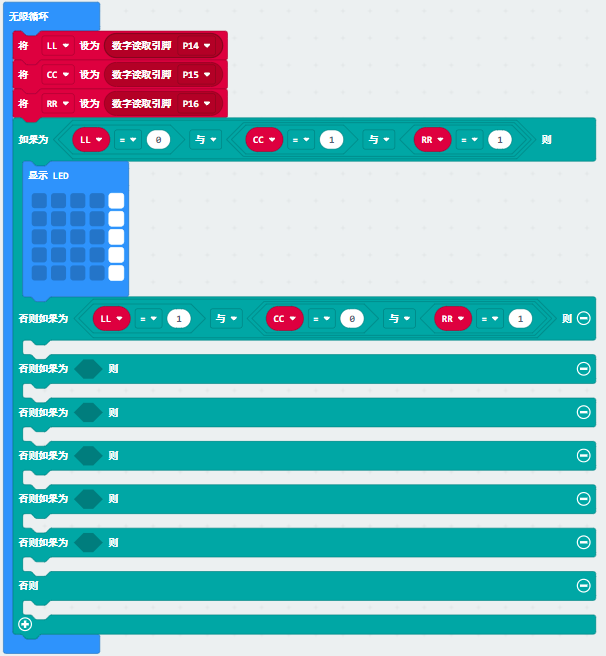 无限循环
将 LL 设为 数字读取引脚 P14
将 CC 设为 数字读取引脚 P15
将 RR 设为 数字读取引脚 P16
如果为 LL = 0 与 CC = 1 与 RR = 1 则
显示 LED
否则如果为 LL = 1 与 CC = 0 与 RR = 1 则
否则如果为 则
否则如果为 则
否则如果为 则
否则如果为 则
否则如果为 则
否则